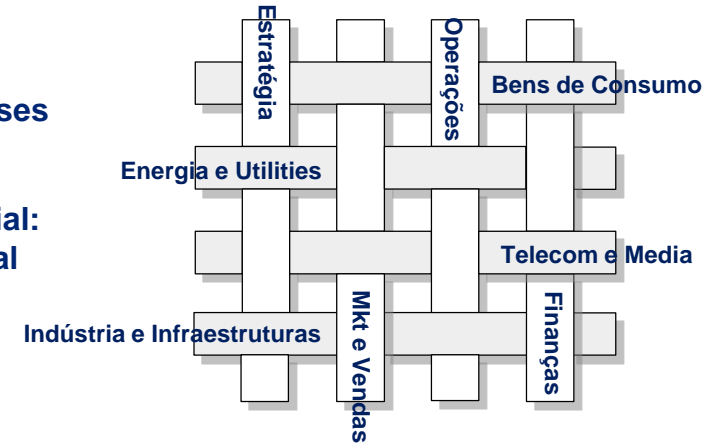 Estratégia
Operações
Bens de Consumo
ses
Energia e Utilities
ial:
al
Telecom e Media
Mkt e Vendas
Finanças
Indústria e Infraestruturas